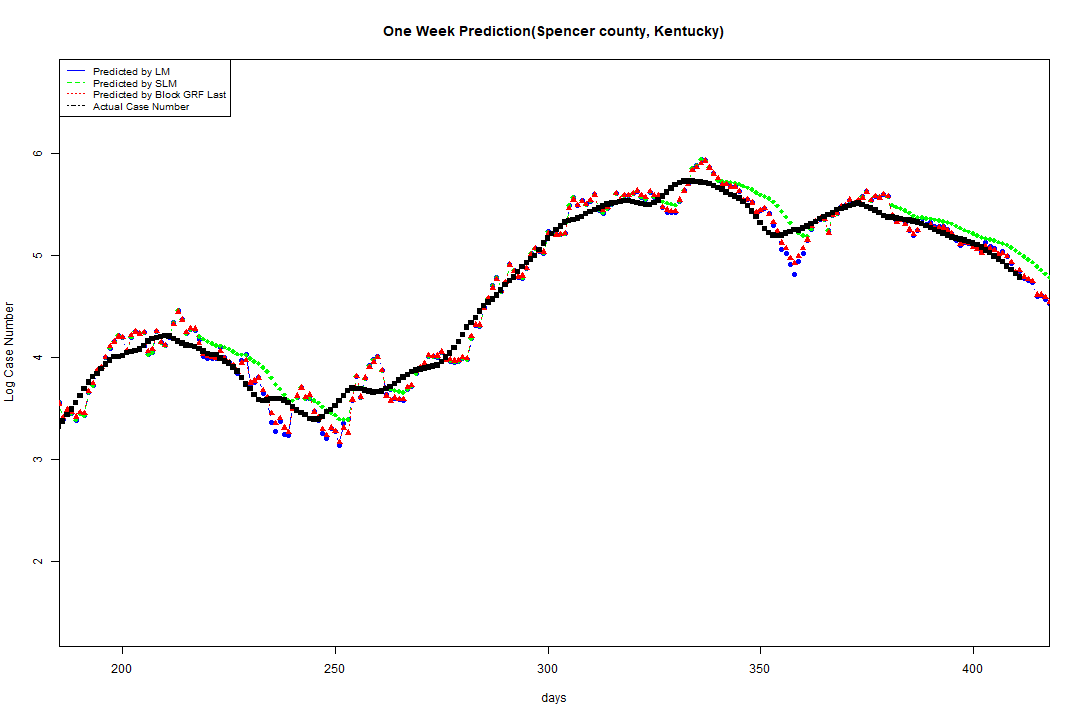 One Week Prediction(Spencer county, Kentucky)
Predicted by LM
Predicted by SLM
Predicted by Block GRF Last
Actual Case Number
6
5
4
3
2
Log Case Number
200 250 300 350 400
days